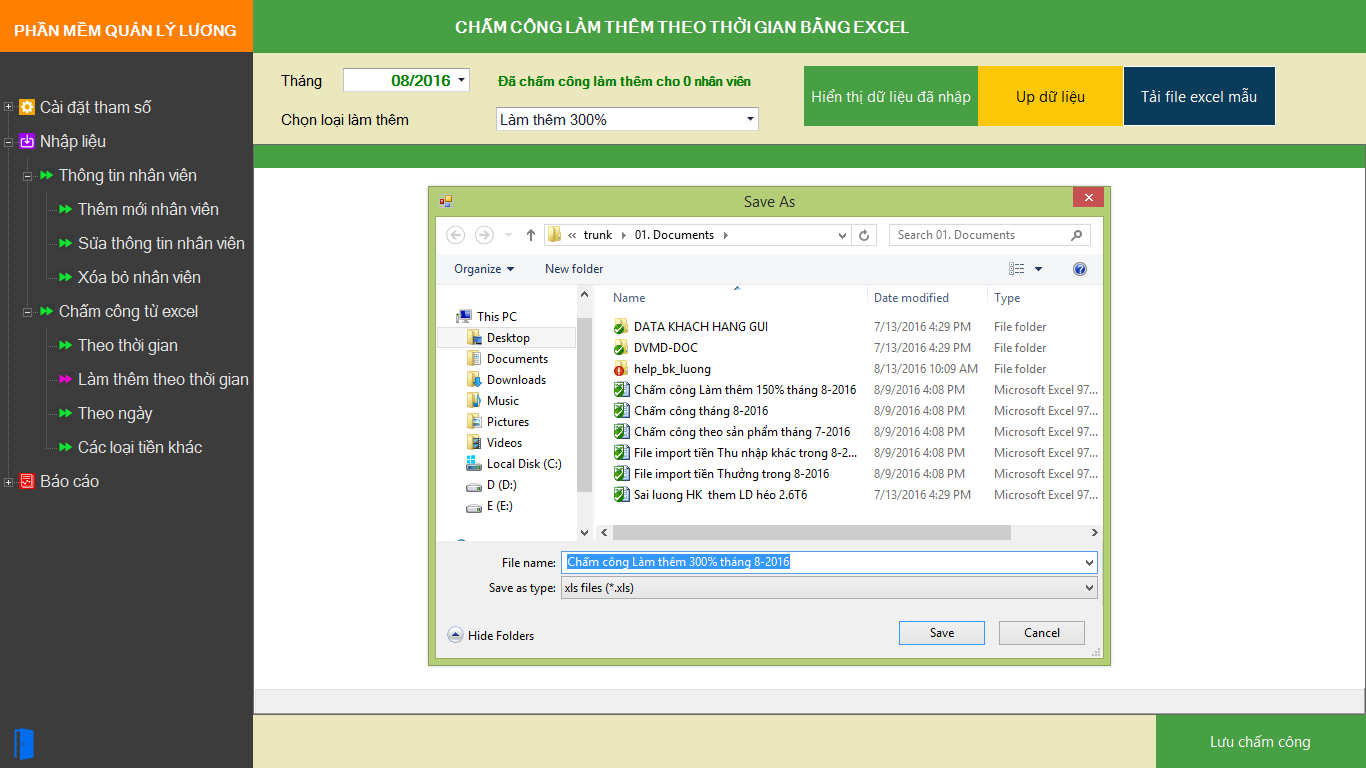 PHẦN MỀM QUẢN LÝ LƯƠNG
CHẤM CÔNG LÀM THÊM THEO THỜI GIAN BẰNG EXCEL
Tháng
08/2016
Đã chấm công làm thêm cho 0 nhân viên
Chọn loại làm thêm
Làm thêm 300%
Hiển thị dữ liệu đã nhập
Up dữ liệu
Tải file excel mẫu
Cài đặt tham số
Nhập liệu
Thông tin nhân viên
Thêm mới nhân viên
Sửa thông tin nhân viên
Xóa bỏ nhân viên
Chấm công từ excel
Theo thời gian
Làm thêm theo thời gian
Theo ngày
Các loại tiền khác
Báo cáo
Save As
« trunk
01. Documents
Search 01. Documents
Organize
New folder
This PC
Desktop
Documents
Downloads
Music
Pictures
Videos
Local Disk (C:)
D (D:)
E (E:)
Name Date modified Type
DATA KHACH HANG GUI 7/13/2016 4:29 PM File folder
DVMD-DOC 7/13/2016 4:29 PM File folder
help_bk_luong 8/13/2016 10:09 AM File folder
Chấm công Làm thêm 150% tháng 8-2016 8/9/2016 4:08 PM Microsoft Excel 97...
Chấm công tháng 8-2016 8/9/2016 4:08 PM Microsoft Excel 97...
Chấm công theo sản phẩm tháng 7-2016 8/9/2016 4:08 PM Microsoft Excel 97...
File import tiền Thu nhập khác trong 8-2... 8/9/2016 4:08 PM Microsoft Excel 97...
File import tiền Thưởng trong 8-2016 8/9/2016 4:08 PM Microsoft Excel 97...
Sai luong HK them LD héo 2.6T6 7/13/2016 4:29 PM Microsoft Excel 97...
File name: Chấm công Làm thêm 300% tháng 8-2016
Save as type: xls files (*.xls)
Hide Folders
Save
Cancel
Lưu chấm công